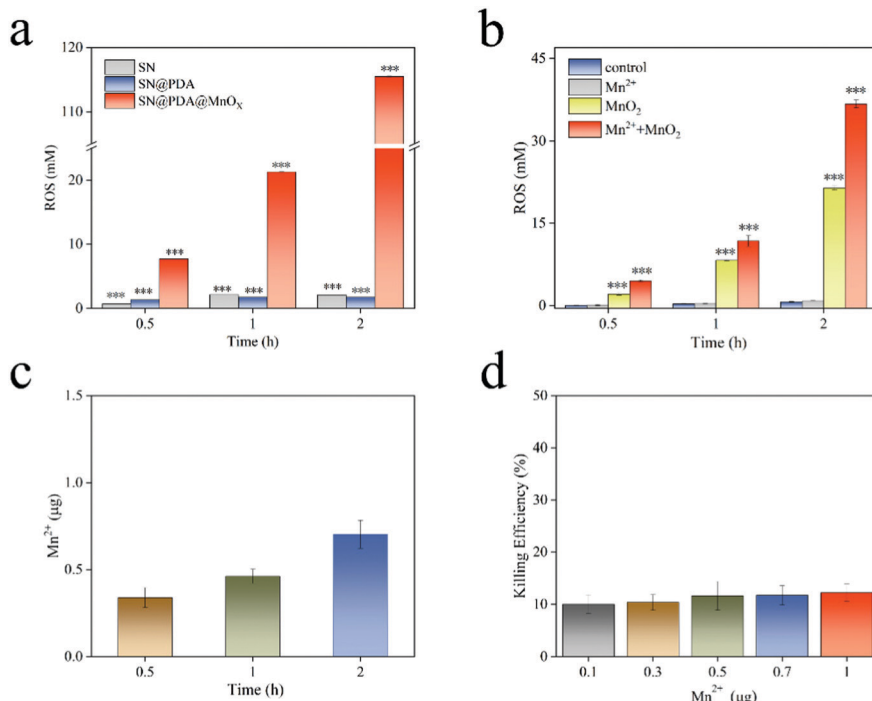 a
120
SN
SN@PDA
SN@PDA@MnOX
***
114
ROS (mM)
20
***
10
***
*** ***
*** ***
*** ***
0
0.5 1 2
Time (h)
b
45
control
Mn2+
MnO2
Mn2++MnO2
***
30
ROS (mM)
***
15
***
***
***
***
0
0.5 1 2
Time (h)
c
1.5
1.0
Mn2+ (μg)
0.5
0.0
0.5 1 2
Time (h)
d
50
40
30
Killing Efficiency (%)
20
10
0
0.1 0.3 0.5 0.7 1
Mn2+ (μg)